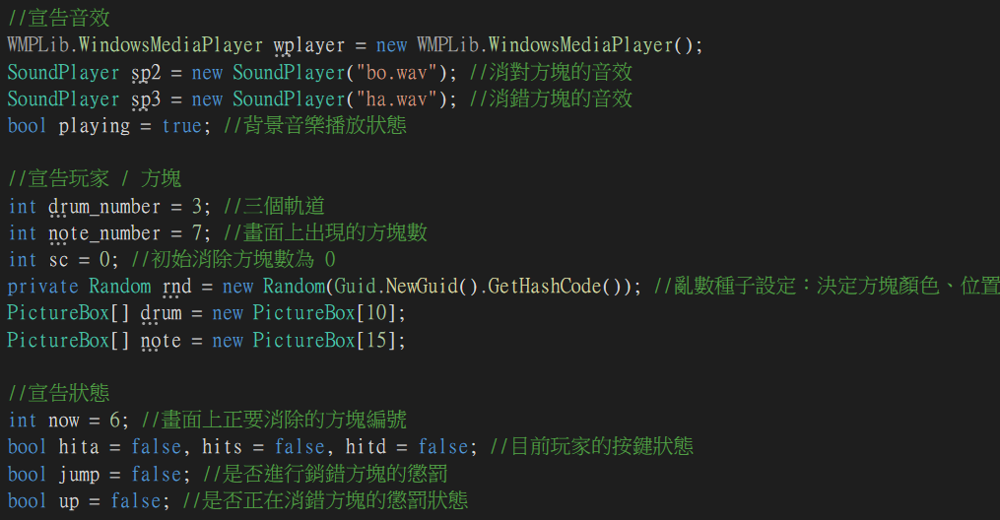 //宣告音效
WMPLib.WindowsMediaPlayer wplayer = new WMPLib.WindowsMediaPlayer();
SoundPlayer sp2 = new SoundPlayer("bo.wav"); //消對方塊的音效
SoundPlayer sp3 = new SoundPlayer("ha.wav"); //消錯方塊的音效
bool playing = true; //背景音樂播放狀態
//宣告玩家 / 方塊
int drum_number = 3; //三個軌道
int note_number = 7; //畫面上出現的方塊數
int sc = 0; //初始消除方塊數為 0
private Random rnd = new Random(Guid.NewGuid().GetHashCode()); //亂數種子設定：決定方塊顏色、位置
PictureBox[] drum = new PictureBox[10];
PictureBox[] note = new PictureBox[15];
//宣告狀態
int now = 6; //畫面上正要消除的方塊編號
bool hita = false, hits = false, hitd = false; //目前玩家的按鍵狀態
bool jump = false; //是否進行銷錯方塊的懲罰
bool up = false; //是否正在消錯方塊的懲罰狀態